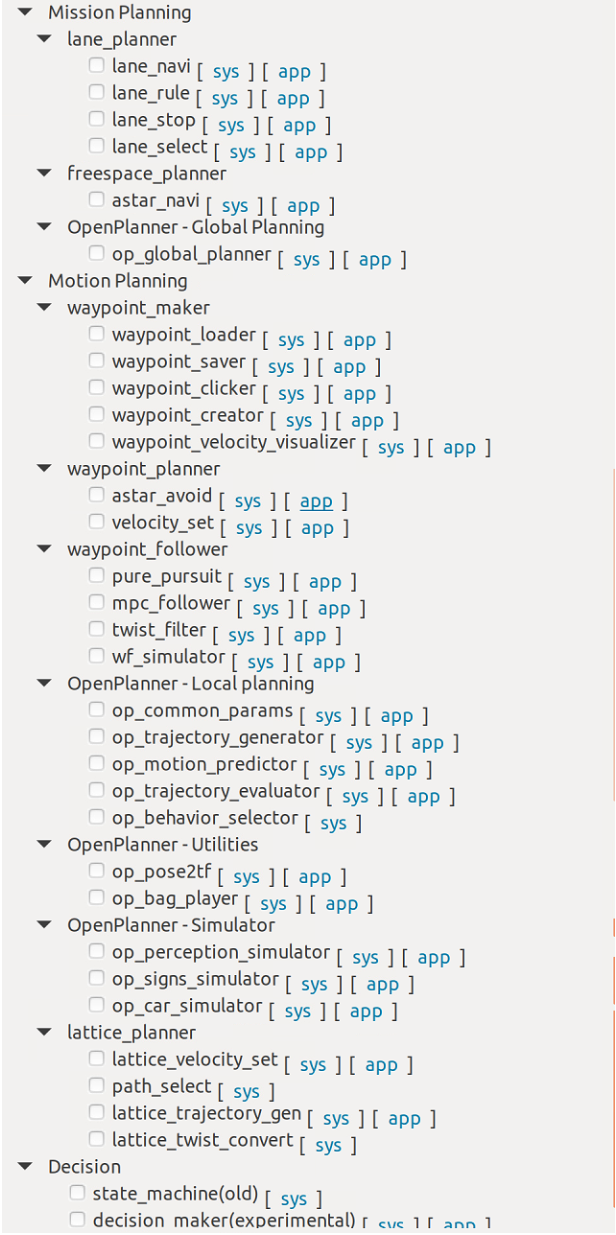 Mission Planning
lane_planner
lane_navi [ sys ] [ app ]
lane_rule [ sys ] [ app ]
lane_stop [ sys ] [ app ]
lane_select [ sys ] [ app ]
freespace_planner
astar_navi [ sys ] [ app ]
OpenPlanner - Global Planning
op_global_planner [ sys ] [ app ]
Motion Planning
waypoint_maker
waypoint_loader [ sys ] [ app ]
waypoint_saver [ sys ] [ app ]
waypoint_clicker [ sys ] [ app ]
waypoint_creator [ sys ] [ app ]
waypoint_velocity_visualizer [ sys ] [ app ]
waypoint_planner
astar_avoid [ sys ] [ app ]
velocity_set [ sys ] [ app ]
waypoint_follower
pure_pursuit [ sys ] [ app ]
mpc_follower [ sys ] [ app ]
twist_filter [ sys ] [ app ]
wf_simulator [ sys ] [ app ]
OpenPlanner - Local planning
op_common_params [ sys ] [ app ]
op_trajectory_generator [ sys ] [ app ]
op_motion_predictor [ sys ] [ app ]
op_trajectory_evaluator [ sys ] [ app ]
op_behavior_selector [ sys ]
OpenPlanner - Utilities
op_pose2tf [ sys ] [ app ]
op_bag_player [ sys ] [ app ]
OpenPlanner - Simulator
op_perception_simulator [ sys ] [ app ]
op_signs_simulator [ sys ] [ app ]
op_car_simulator [ sys ] [ app ]
lattice_planner
lattice_velocity_set [ sys ] [ app ]
path_select [ sys ]
lattice_trajectory_gen [ sys ] [ app ]
lattice_twist_convert [ sys ]
Decision
state_machine(old) [ sys ]
decision_maker(experimental) [ sys ] [ app ]